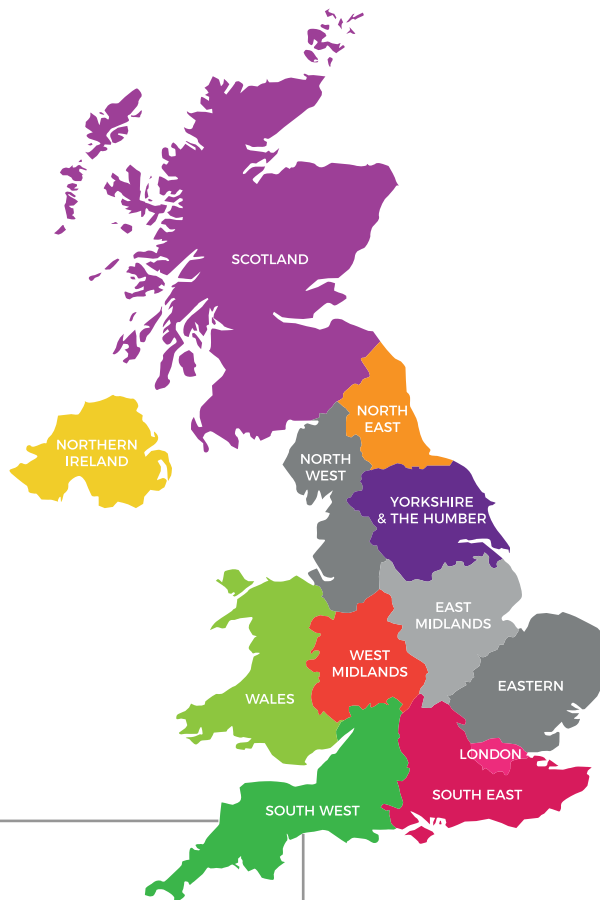 SCOTLAND
NORTH
EAST
NORTHERN
IRELAND
NORTH
WEST
YORKSHIRE
& THE HUMBER
EAST
MIDLANDS
WEST
MIDLANDS
EASTERN
WALES
LONDON
SOUTH EAST
SOUTH WEST